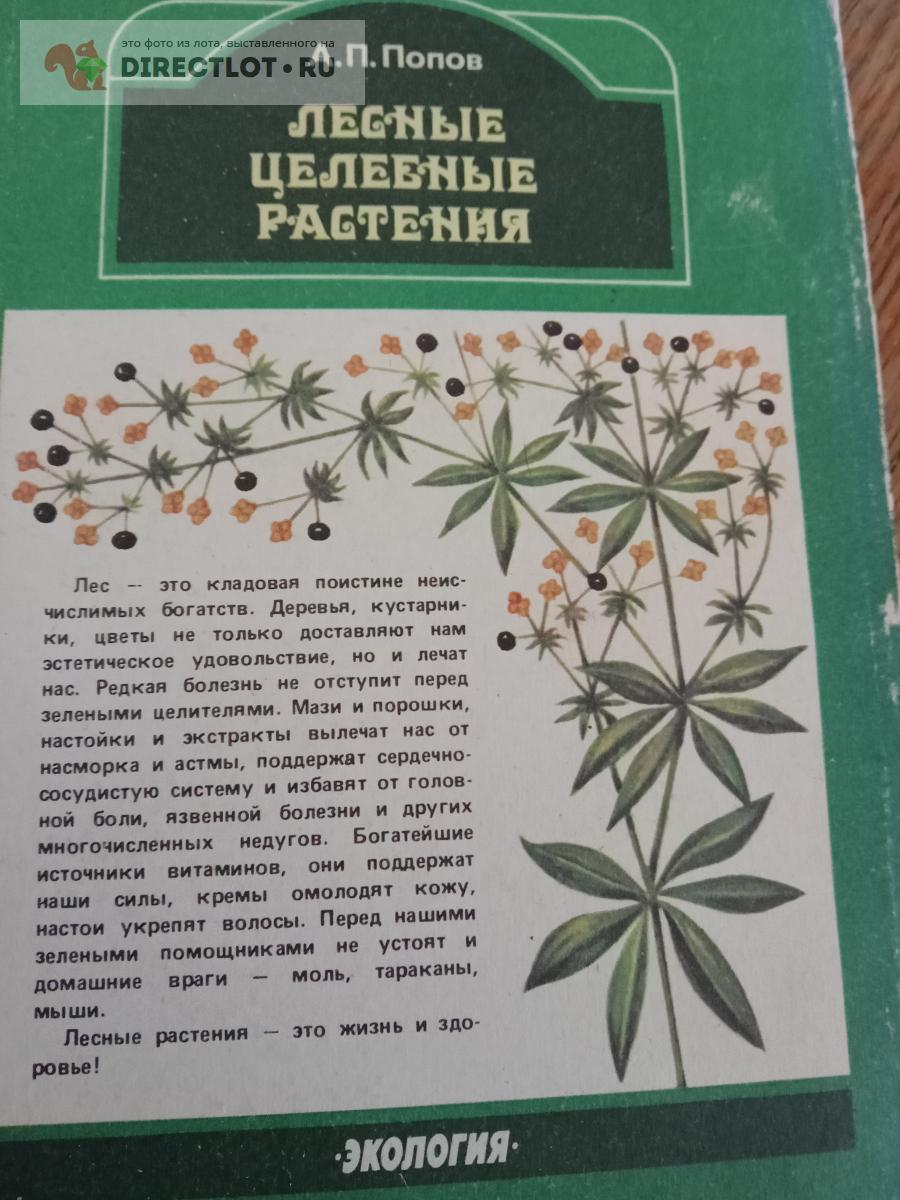 это фото из лота, выставленного на
DIRECTLOT.RU
А.П. Попов
ЛЕСНЫЕ
ЦЕЛЕБНЫЕ
РАСТЕНИЯ
Лес — это кладовая поистине неис-
числимых богатств. Деревья, кустарни-
ки, цветы не только доставляют нам
эстетическое удовольствие, но и лечат
нас. Редкая болезнь не отступит перед
зелеными целителями. Мази и порошки,
настойки и экстракты вылечат нас от
насморка и астмы, поддержат сердечно-
сосудистую систему и избавят от голов-
ной боли, язвенной болезни и других
многочисленных недугов. Богатейшие
источники витаминов, они поддержат
наши силы, кремы омолодят кожу,
настои укрепят волосы. Перед нашими
зелеными помощниками не устоят и
домашние враги — моль, тараканы,
мыши.
Лесные растения — это жизнь и здо-
ровье!
·ЭКОЛОГИЯ·